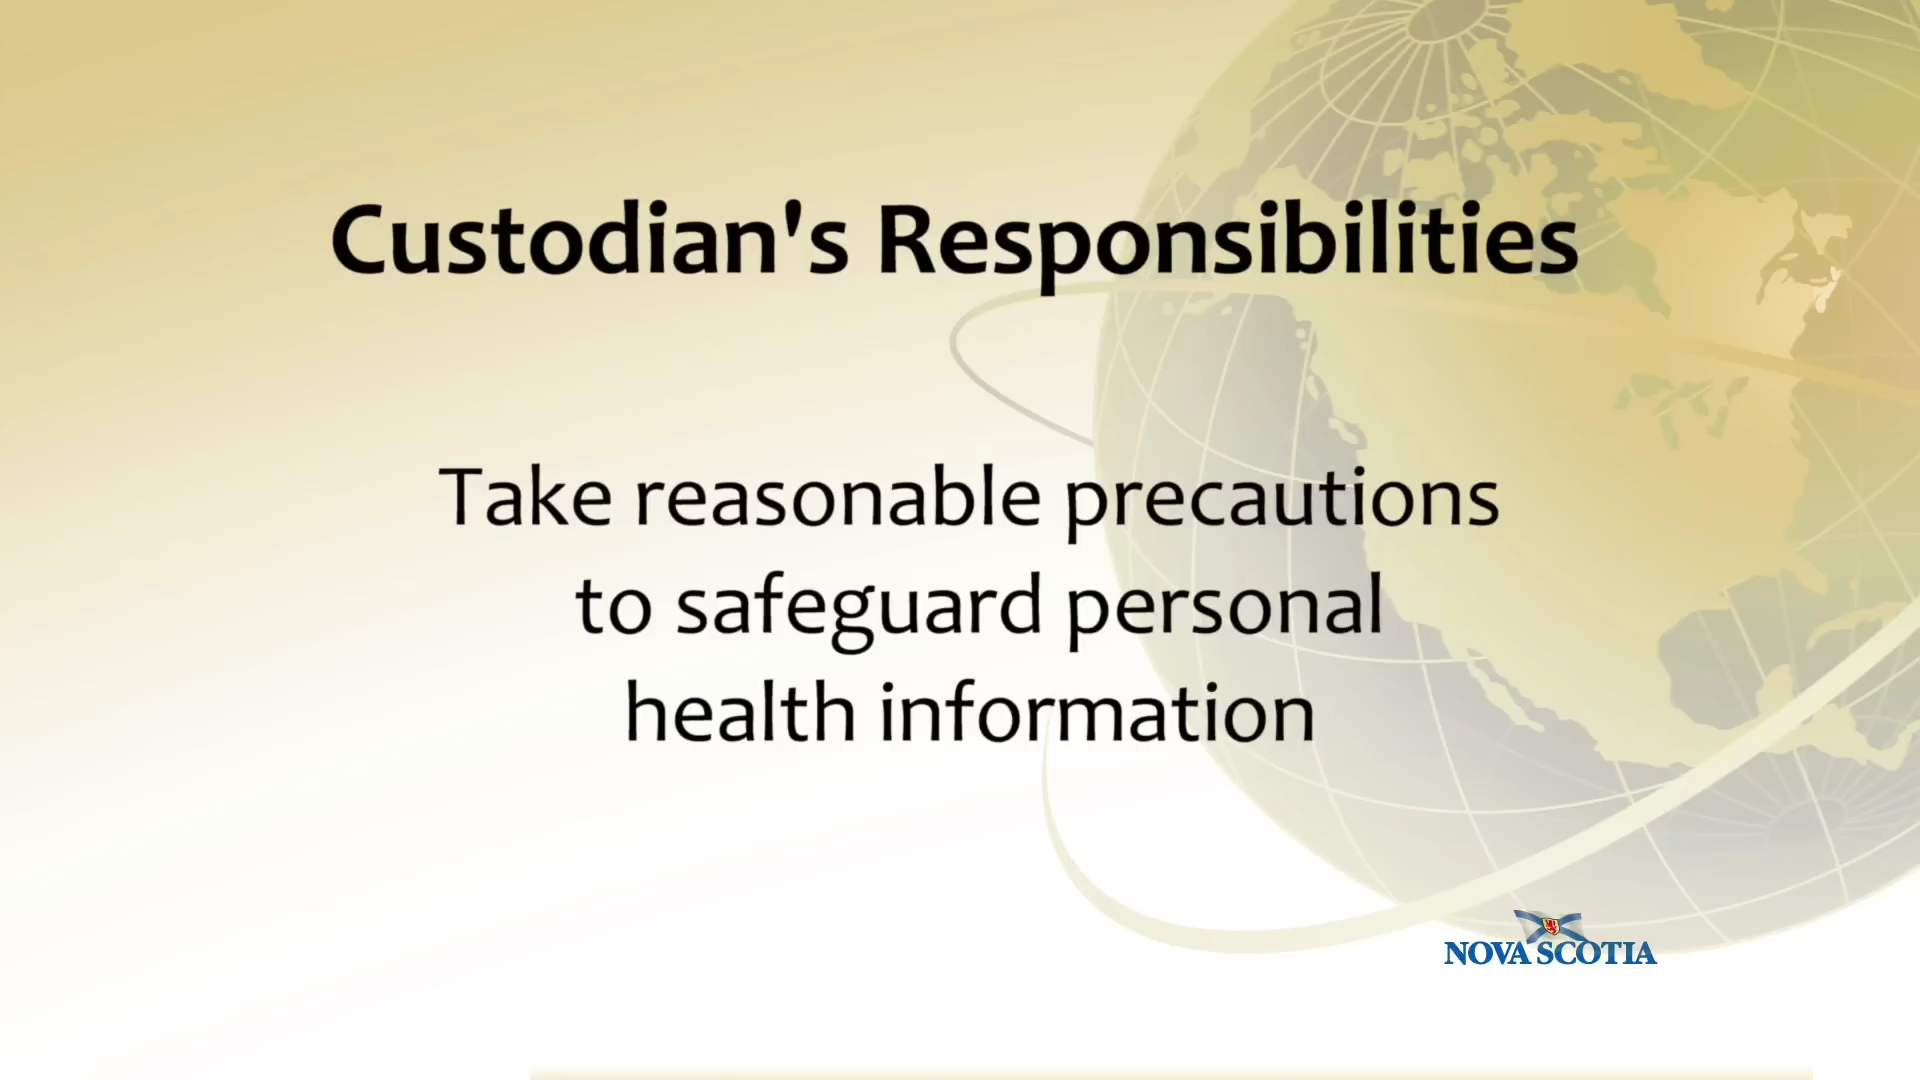 Custodian's Responsibilities
Take reasonable precautions
to safeguard personal
health information
NOVA SCOTIA